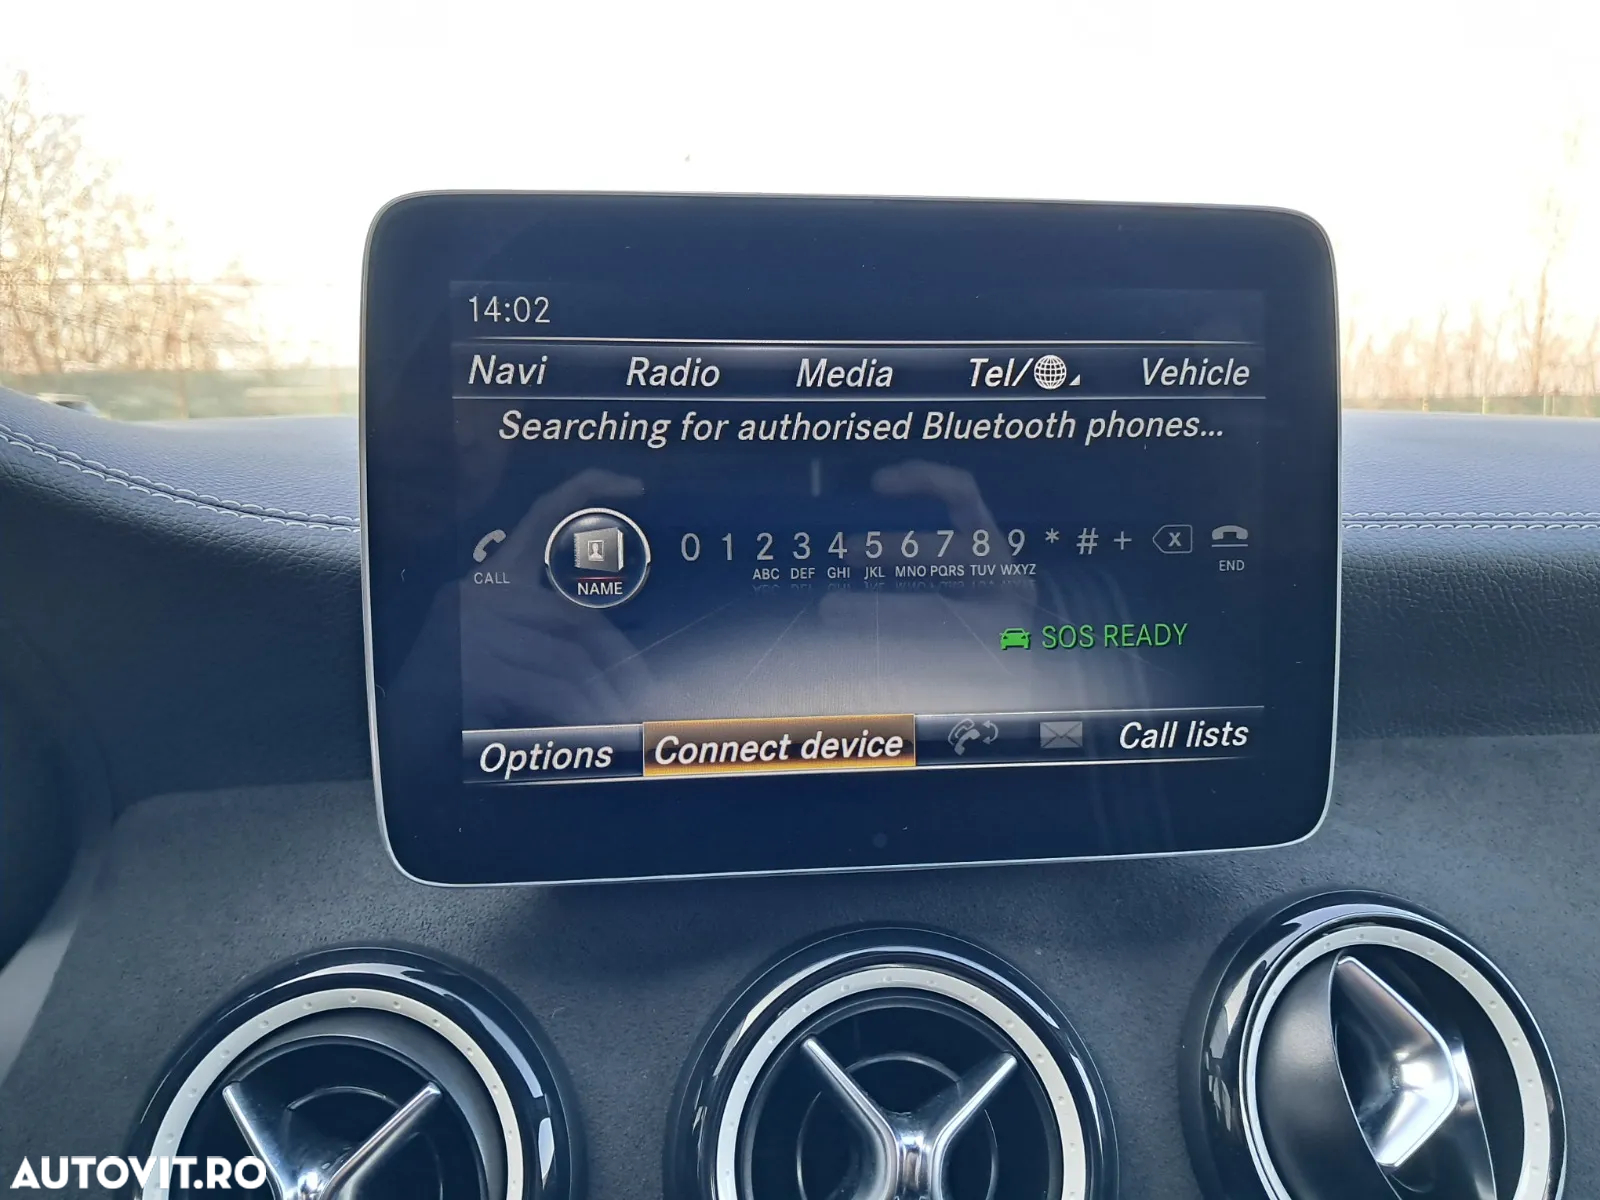 14:02
Navi Radio Media Tel/ Vehicle
Searching for authorised Bluetooth phones...
0 1 2 3 4 5 6 7 8 9 * # + X
CALL NAME ABC DEF GHI JKL MNO PQRS TUV WXYZ END
SOS READY
Options Connect device Call lists
AUTOVIT.RO